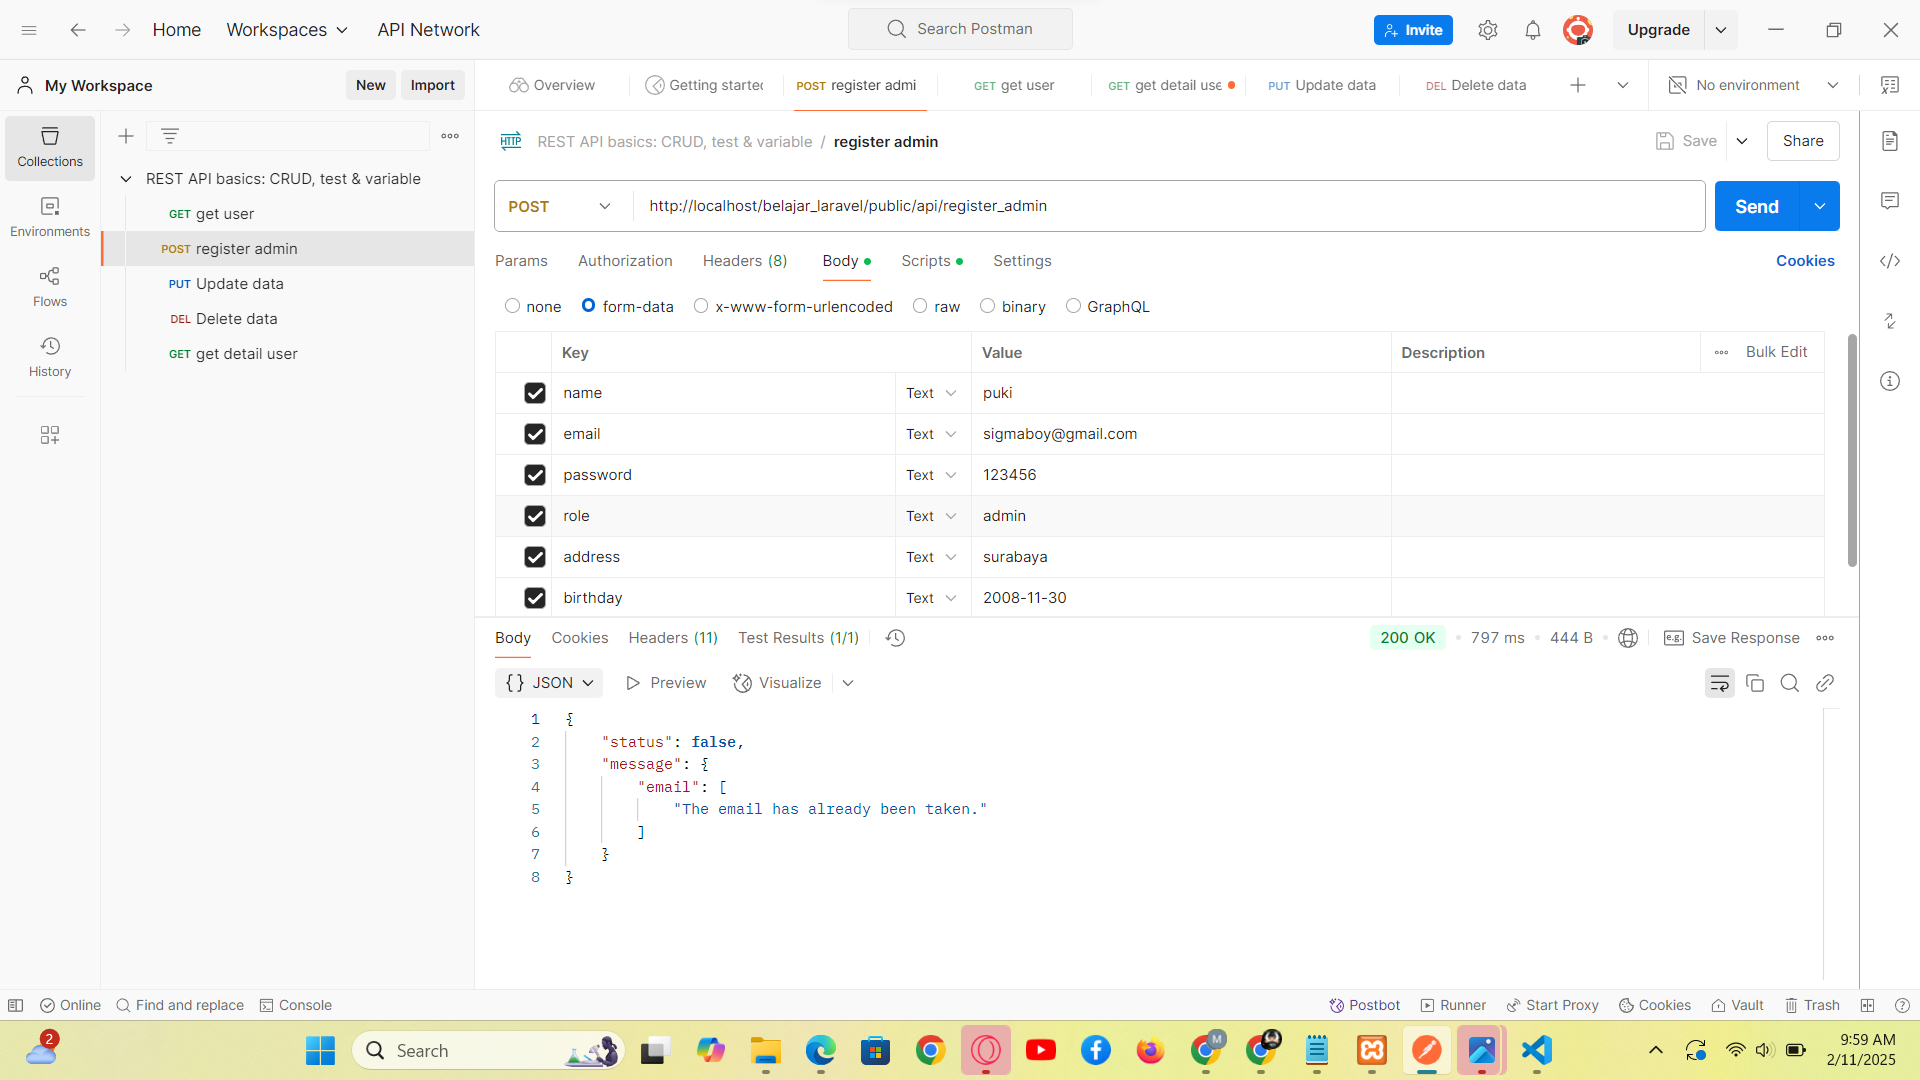 Home
Workspaces
API Network
Search Postman
Invite
Upgrade
My Workspace
New
Import
Overview
Getting started
POST register admi
GET get user
GET get detail use
PUT Update data
DEL Delete data
No environment
Collections
Environments
Flows
History
REST API basics: CRUD, test & variable
GET get user
POST register admin
PUT Update data
DEL Delete data
GET get detail user
HTTP
REST API basics: CRUD, test & variable / register admin
Save
Share
POST
http://localhost/belajar_laravel/public/api/register_admin
Send
Params
Authorization
Headers (8)
Body
Scripts
Settings
Cookies
none
form-data
x-www-form-urlencoded
raw
binary
GraphQL
Key
Value
Description
Bulk Edit
name Text puki
email Text sigmaboy@gmail.com
password Text 123456
role Text admin
address Text surabaya
birthday Text 2008-11-30
Body
Cookies
Headers (11)
Test Results (1/1)
200 OK
797 ms
444 B
e.g.
Save Response
{} JSON
Preview
Visualize
1 {
2 "status": false,
3 "message": {
4 "email": [
5 "The email has already been taken."
6 ]
7 }
8 }
Online
Find and replace
Console
Postbot
Runner
Start Proxy
Cookies
Vault
Trash
2
Search
M
9:59 AM
2/11/2025